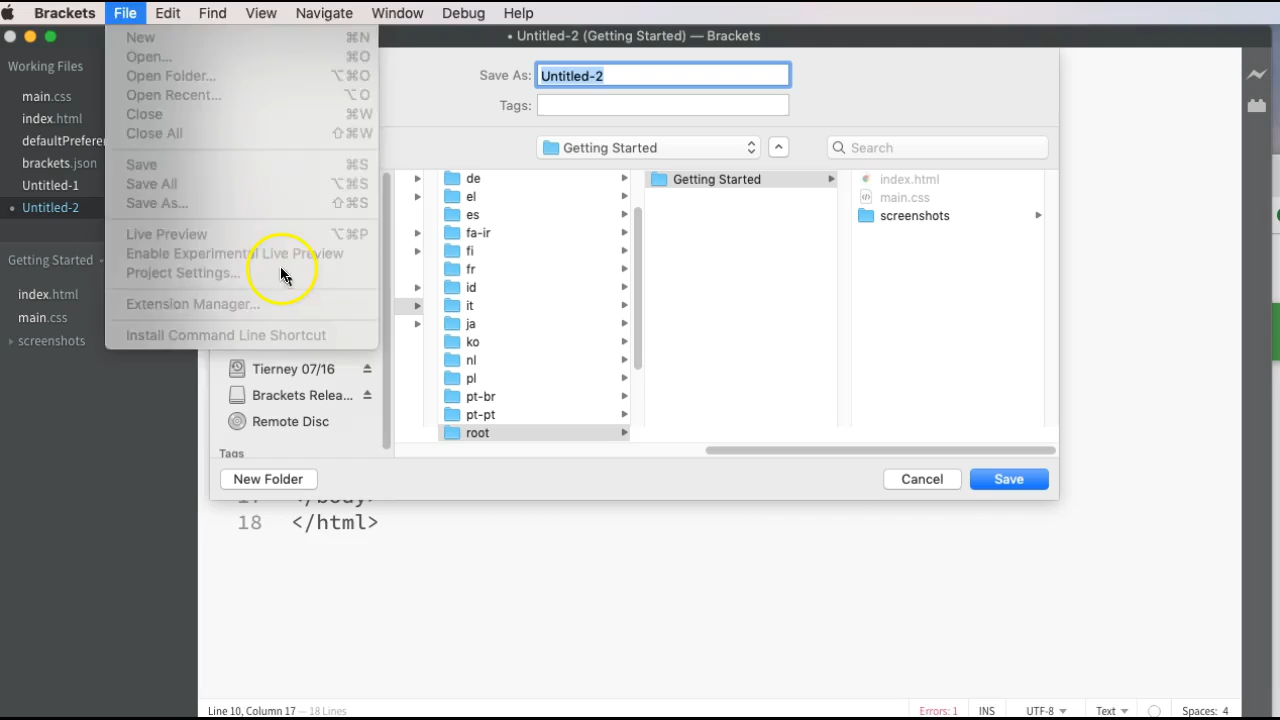 Brackets File Edit Find View Navigate Window Debug Help
• Untitled-2 (Getting Started) — Brackets
Working Files
main.css
index.html
defaultPreferen
brackets.json
Untitled-1
• Untitled-2
Getting Started
index.html
main.css
screenshots
New ⌘N
Open... ⌘O
Open Folder... ⌥⌘O
Open Recent... ⌥O
Close ⌘W
Close All ⇧⌘W
Save ⌘S
Save All ⌥⌘S
Save As... ⇧⌘S
Live Preview ⌥⌘P
Enable Experimental Live Preview
Project Settings...
Extension Manager...
Install Command Line Shortcut
Save As: Untitled-2
Tags:
Getting Started
Search
Tierney 07/16
Brackets Relea...
Remote Disc
Tags
de
el
es
fa-ir
fi
fr
id
it
ja
ko
nl
pl
pt-br
pt-pt
root
Getting Started
index.html
main.css
screenshots
New Folder Cancel Save
17 </body>
18 </html>
Line 10, Column 17 — 18 Lines
Errors: 1 INS UTF-8 Text Spaces: 4